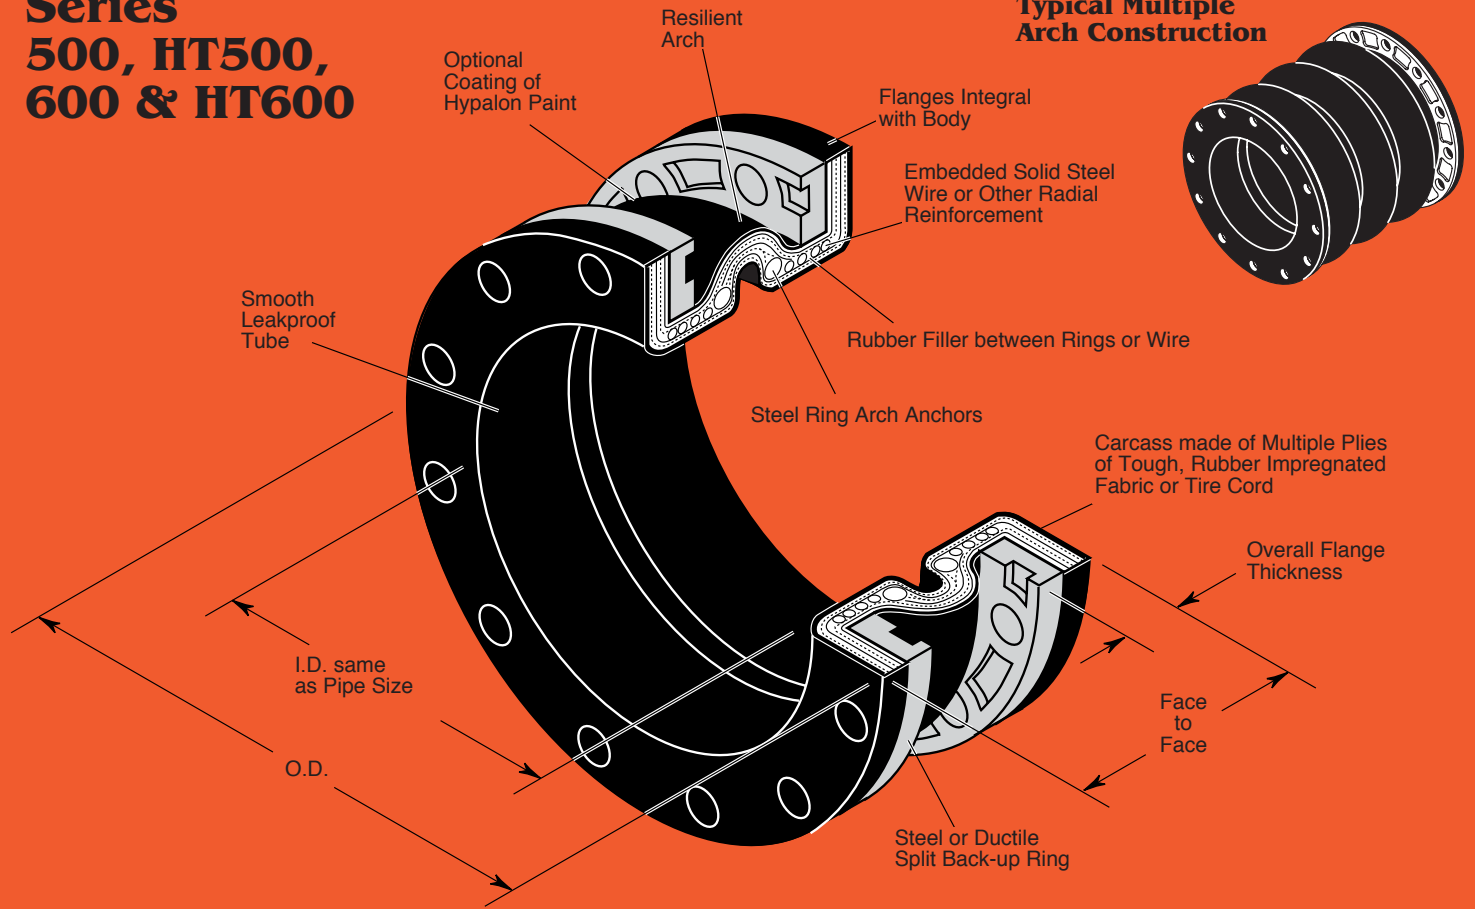 Series
500, HT500,
600 & HT600
Typical Multiple
Arch Construction
Resilient
Arch
Optional
Coating of
Hypalon Paint
Flanges Integral
with Body
Embedded Solid Steel
Wire or Other Radial
Reinforcement
Smooth
Leakproof
Tube
Rubber Filler between Rings or Wire
Steel Ring Arch Anchors
Carcass made of Multiple Plies
of Tough, Rubber Impregnated
Fabric or Tire Cord
Overall Flange
Thickness
I.D. same
as Pipe Size
Face
to
Face
O.D.
Steel or Ductile
Split Back-up Ring